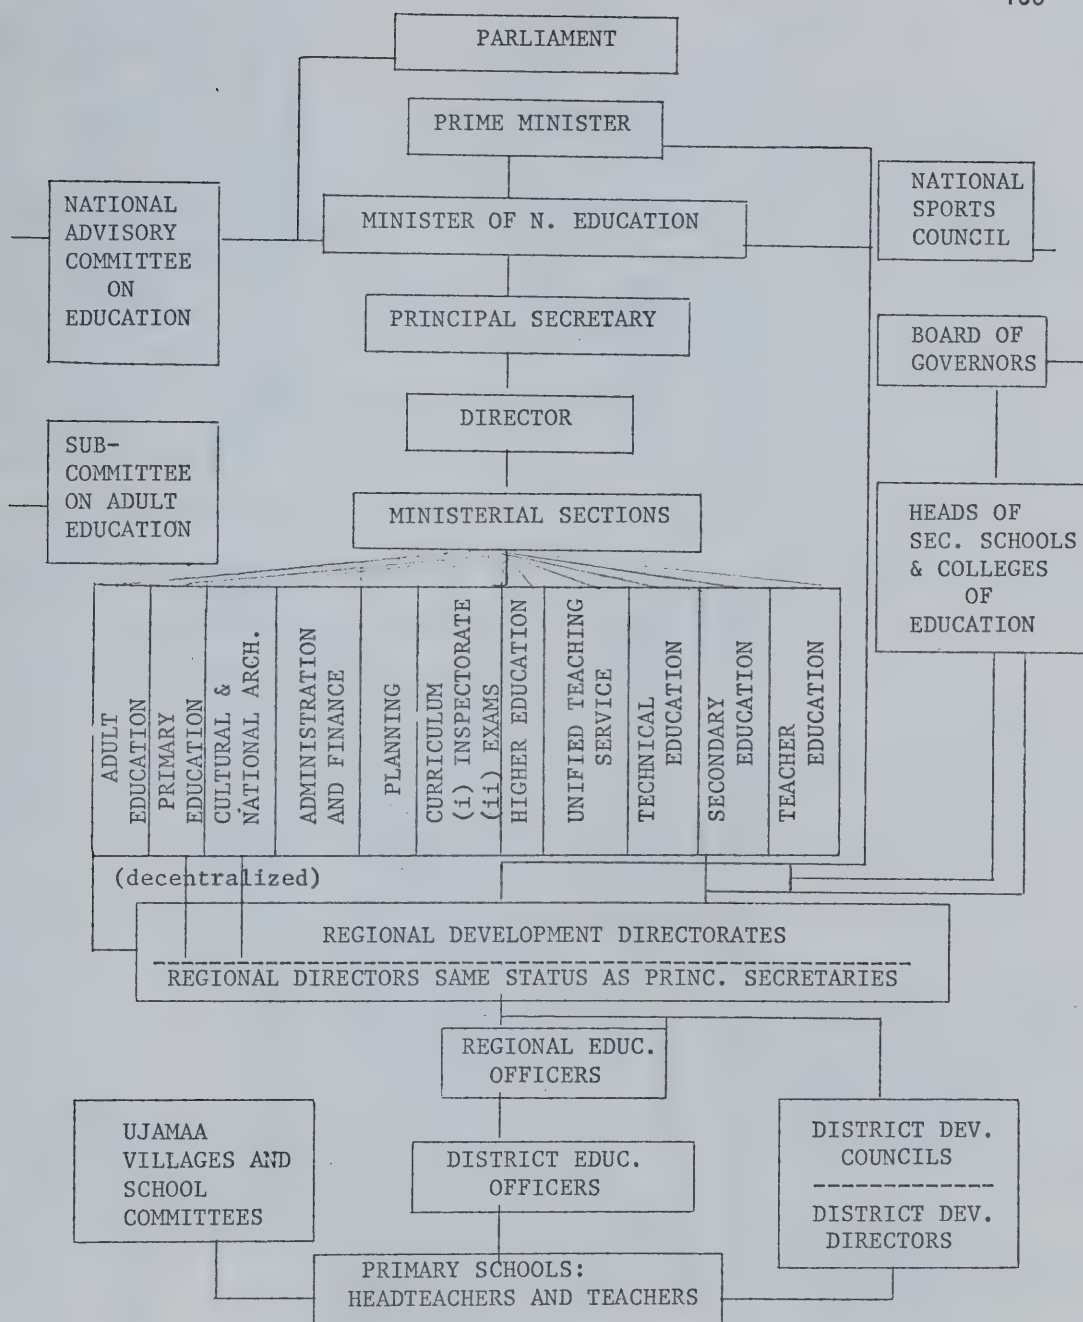 PARLIAMENT
PRIME MINISTER
NATIONAL
SPORTS
COUNCIL
NATIONAL
ADVISORY
COMMITTEE
ON
EDUCATION
MINISTER OF N. EDUCATION
PRINCIPAL SECRETARY
BOARD OF
GOVERNORS
DIRECTOR
SUB-
COMMITTEE
ON ADULT
EDUCATION
MINISTERIAL SECTIONS
HEADS OF
SEC. SCHOOLS
& COLLEGES
OF
EDUCATION
ADULT
EDUCATION
PRIMARY
EDUCATION
CULTURAL &
NATIONAL ARCH.
ADMINISTRATION
AND FINANCE
PLANNING
CURRICULUM
(i) INSPECTORATE
(ii) EXAMS
HIGHER EDUCATION
UNIFIED TEACHING
SERVICE
TECHNICAL
EDUCATION
SECONDARY
EDUCATION
TEACHER
EDUCATION
(decentralized)
REGIONAL DEVELOPMENT DIRECTORATES
REGIONAL DIRECTORS SAME STATUS AS PRINC. SECRETARIES
REGIONAL EDUC.
OFFICERS
UJAMAA
VILLAGES AND
SCHOOL
COMMITTEES
DISTRICT EDUC.
OFFICERS
DISTRICT DEV.
COUNCILS
DISTRICT DEV.
DIRECTORS
PRIMARY SCHOOLS:
HEADTEACHERS AND TEACHERS